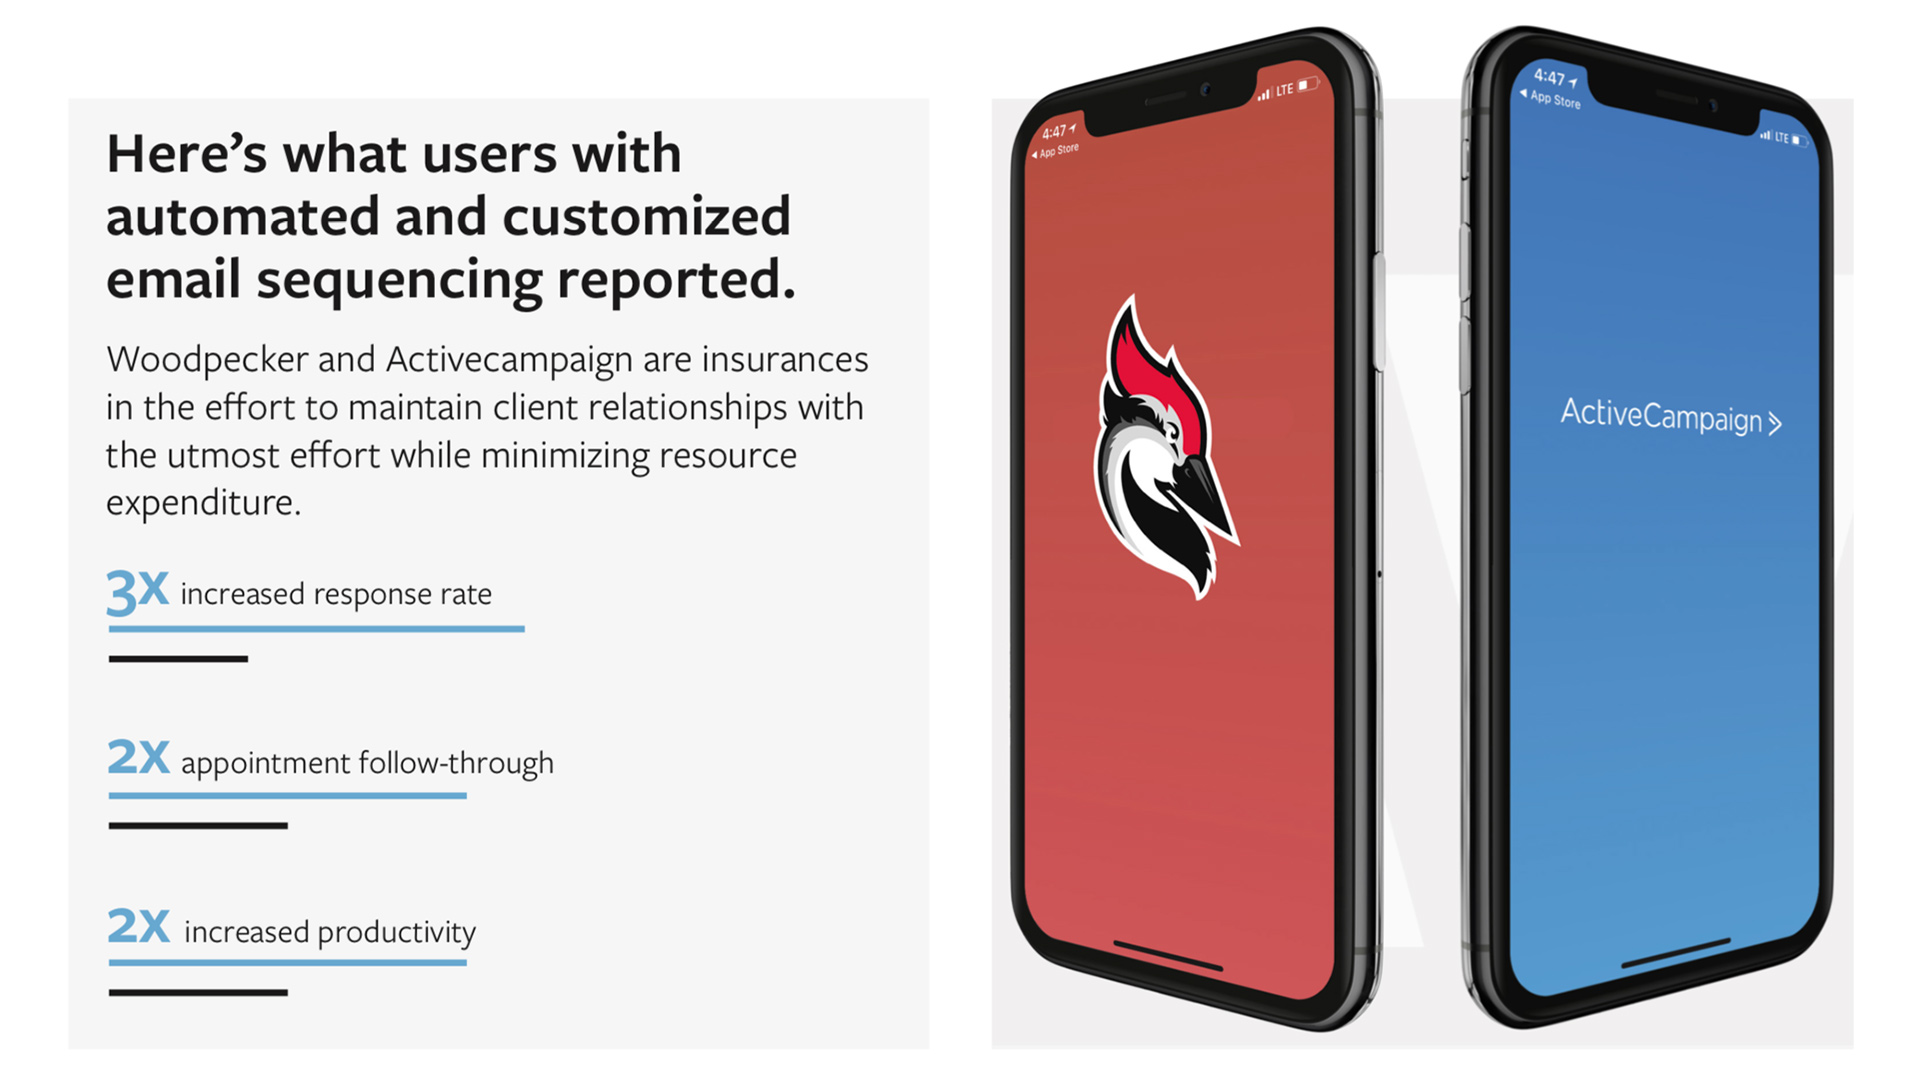 Here's what users with
automated and customized
email sequencing reported.
Woodpecker and Activecampaign are insurances
in the effort to maintain client relationships with
the utmost effort while minimizing resource
expenditure.
3X increased response rate
2X appointment follow-through
2X increased productivity
4:47
◀ App Store
LTE
4:47
◀ App Store
LTE
ActiveCampaign >